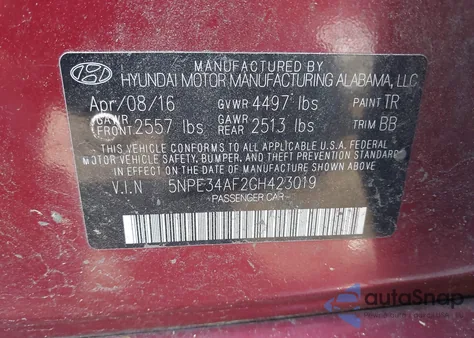 MANUFACTURED BY
HYUNDAI MOTOR MANUFACTURING ALABAMA, LLC
Apr/08/16 GVWR 4497 lbs PAINT TR
GAWR FRONT 2557 lbs GAWR REAR 2513 lbs TRIM BB
THIS VEHICLE CONFORMS TO ALL APPLICABLE FEDERAL
MOTOR VEHICLE SAFETY, BUMPER, AND THEFT PREVENTION STANDARDS IN
EFFECT ON THE DATE OF MANUFACTURE SHOWN ABOVE.
V.I.N 5NPE34AF2GH423019
-PASSENGER CAR-
autoSnap